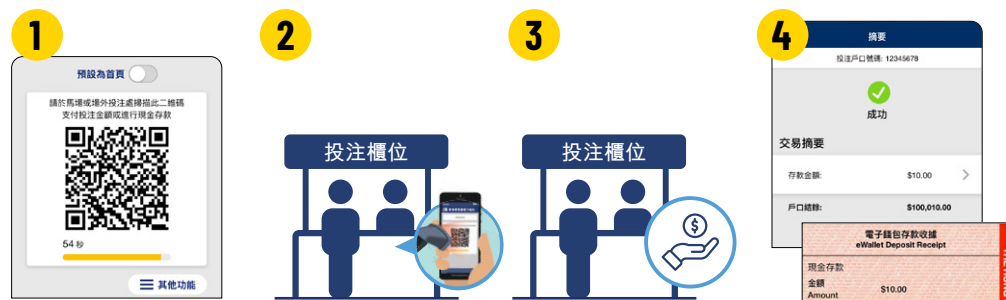 1
預設為首頁
請於馬場或場外投注處掃描此二維碼
支付投注金額或進行現金存款
54 秒
其他功能
2
投注櫃位
3
投注櫃位
$
4
摘要
投注戶口號碼: 12345678
成功
交易摘要
存款金額: $10.00
戶口結餘: $100,010.00
電子錢包存款收據
eWallet Deposit Receipt
現金存款
金額 $10.00
Amount